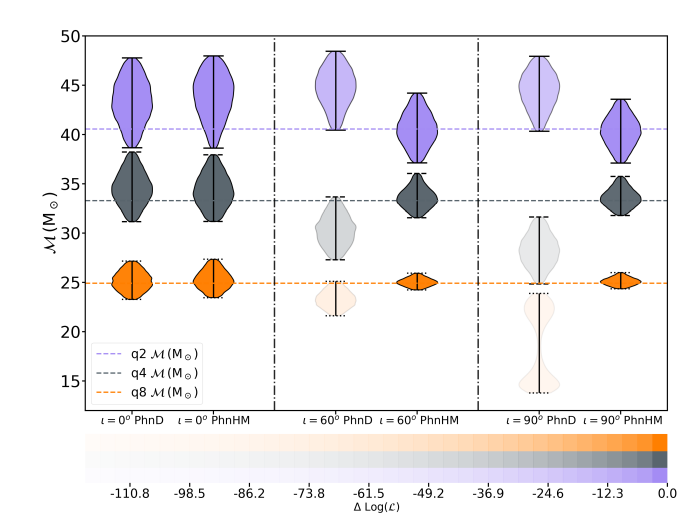 50
45
40
35
30
25
20
15
ℳ (M⊙)
q2 ℳ (M⊙)
q4 ℳ (M⊙)
q8 ℳ (M⊙)
ι = 0° PhnD ι = 0° PhnHM ι = 60° PhnD ι = 60° PhnHM ι = 90° PhnD ι = 90° PhnHM
-110.8 -98.5 -86.2 -73.8 -61.5 -49.2 -36.9 -24.6 -12.3 0.0
Δ Log(ℒ)